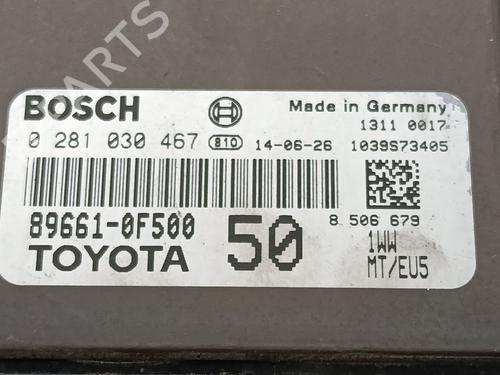 PARTS
BOSCH
Made in Germany
1311 0017
0 281 030 467 810 14-06-26 1039S73405
8 506 679
89661-0F500
50
1WW
TOYOTA
MT/EU5